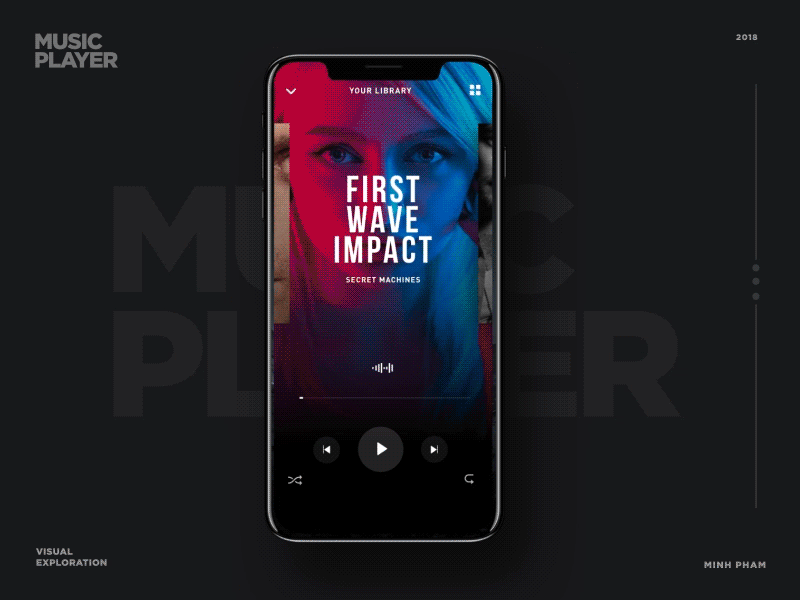 MUSIC
PLAYER
2018
YOUR LIBRARY
MUSIC
PLAYER
FIRST
WAVE
IMPACT
SECRET MACHINES
VISUAL
EXPLORATION
MINH PHAM